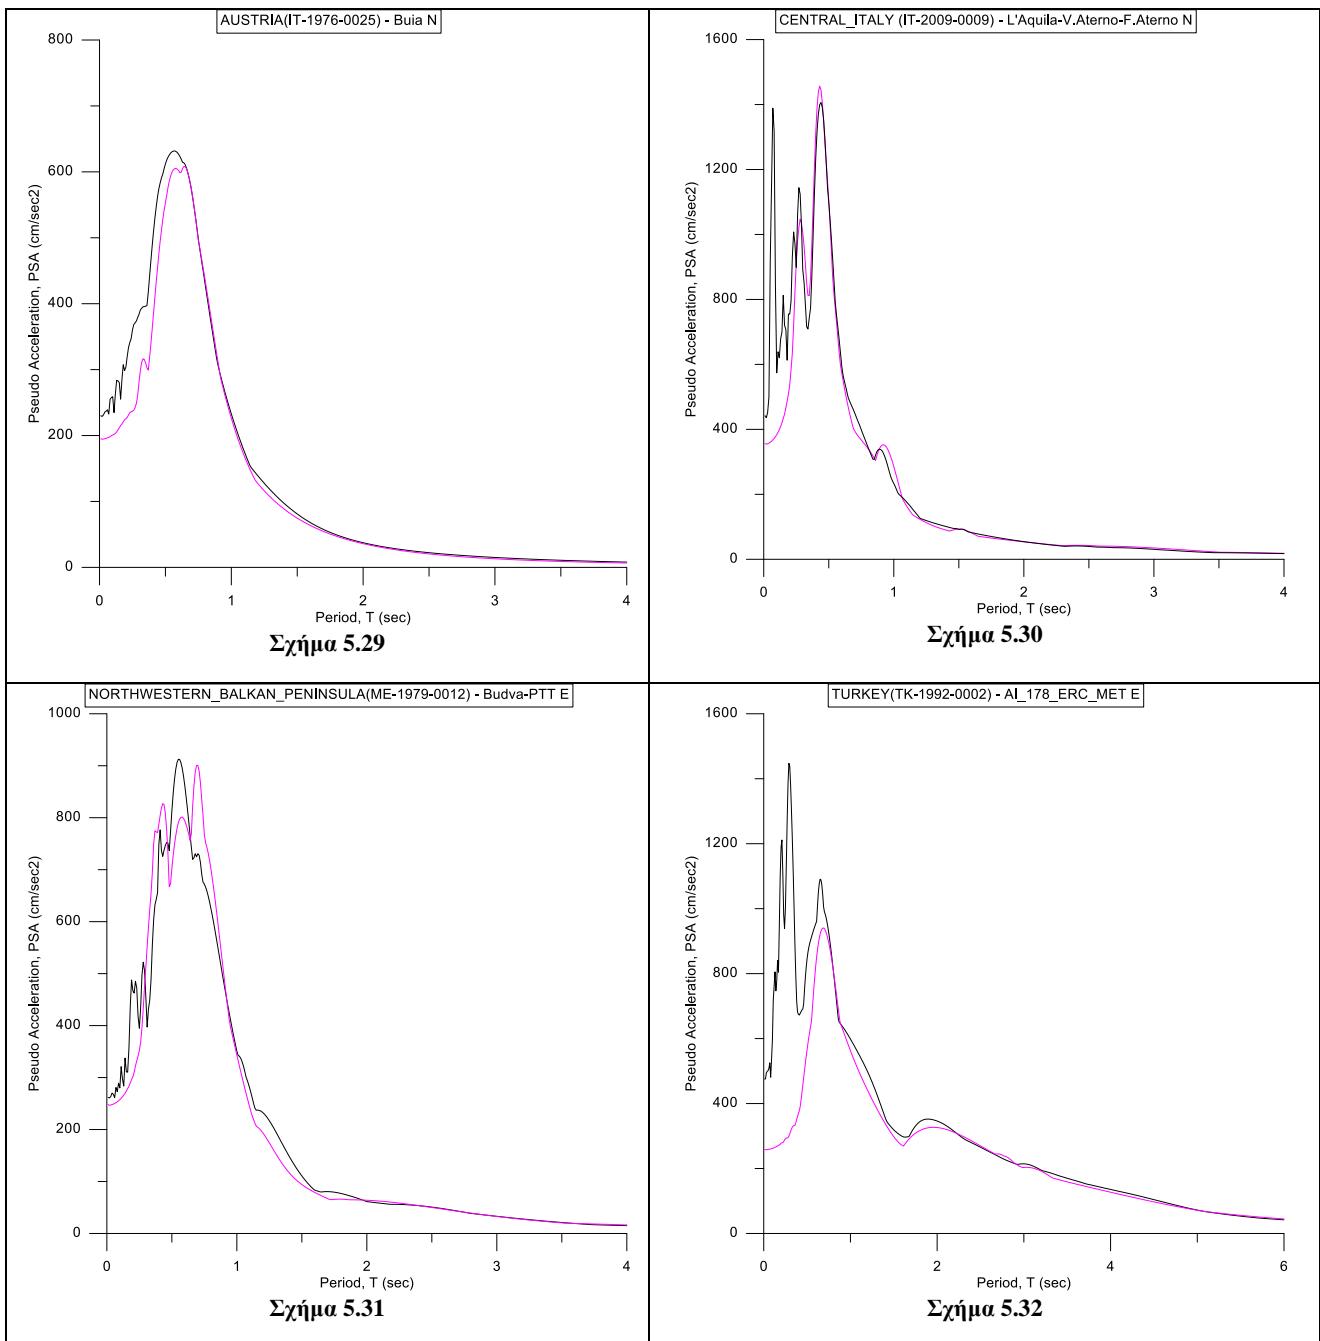 AUSTRIA(IT-1976-0025) - Buia N
800
600
400
200
0
Pseudo Acceleration, PSA (cm/sec2)
0 1 2 3 4
Period, T (sec)
Σχήμα 5.29
CENTRAL_ITALY (IT-2009-0009) - L'Aquila-V.Aterno-F.Aterno N
1600
1200
800
400
0
Pseudo Acceleration, PSA (cm/sec2)
0 1 2 3 4
Period, T (sec)
Σχήμα 5.30
NORTHWESTERN_BALKAN_PENINSULA(ME-1979-0012) - Budva-PTT E
1000
800
600
400
200
0
Pseudo Acceleration, PSA (cm/sec2)
0 1 2 3 4
Period, T (sec)
Σχήμα 5.31
TURKEY(TK-1992-0002) - AI_178_ERC_MET E
1600
1200
800
400
0
Pseudo Acceleration, PSA (cm/sec2)
0 2 4 6
Period, T (sec)
Σχήμα 5.32